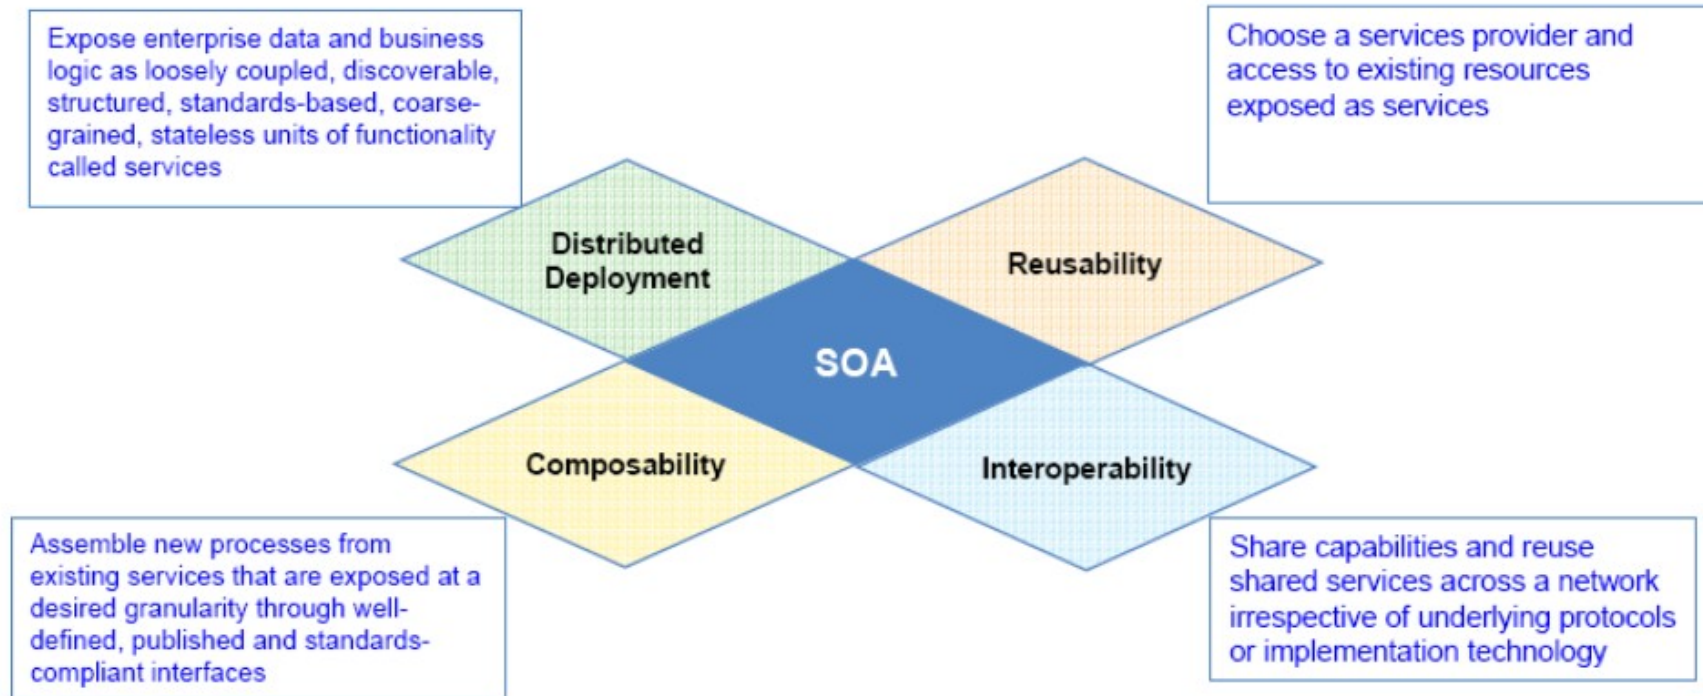 Expose enterprise data and business
logic as loosely coupled, discoverable,
structured, standards-based, coarse-
grained, stateless units of functionality
called services
Choose a services provider and
access to existing resources
exposed as services
Distributed
Deployment
Reusability
SOA
Composability
Interoperability
Assemble new processes from
existing services that are exposed at a
desired granularity through well-
defined, published and standards-
compliant interfaces
Share capabilities and reuse
shared services across a network
irrespective of underlying protocols
or implementation technology